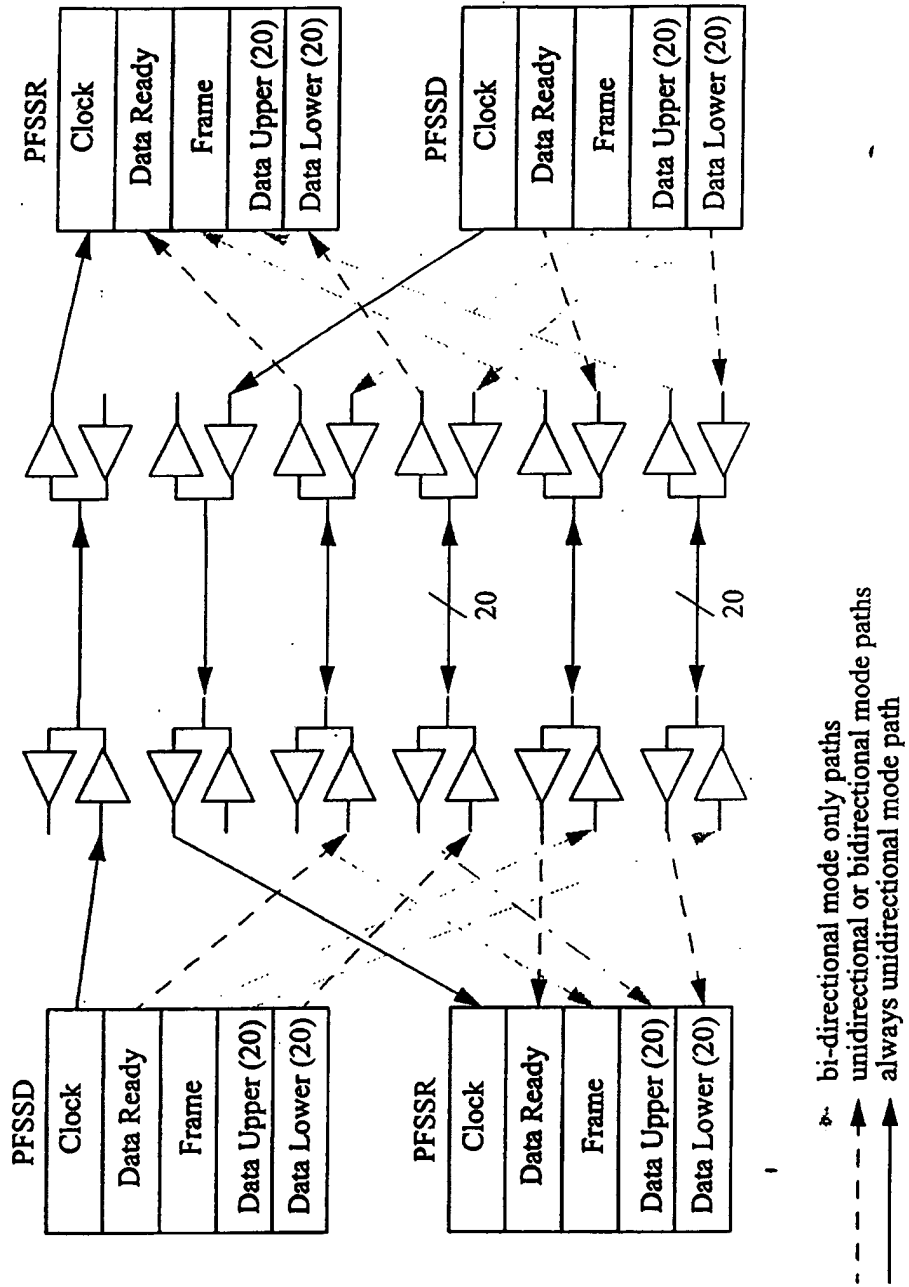 PFSSD
Clock
Data Ready
Frame
Data Upper (20)
Data Lower (20)
PFSSR
Clock
Data Ready
Frame
Data Upper (20)
Data Lower (20)
20
20
PFSSR
Clock
Data Ready
Frame
Data Upper (20)
Data Lower (20)
PFSSD
Clock
Data Ready
Frame
Data Upper (20)
Data Lower (20)
bi-directional mode only paths
unidirectional or bidirectional mode paths
always unidirectional mode path